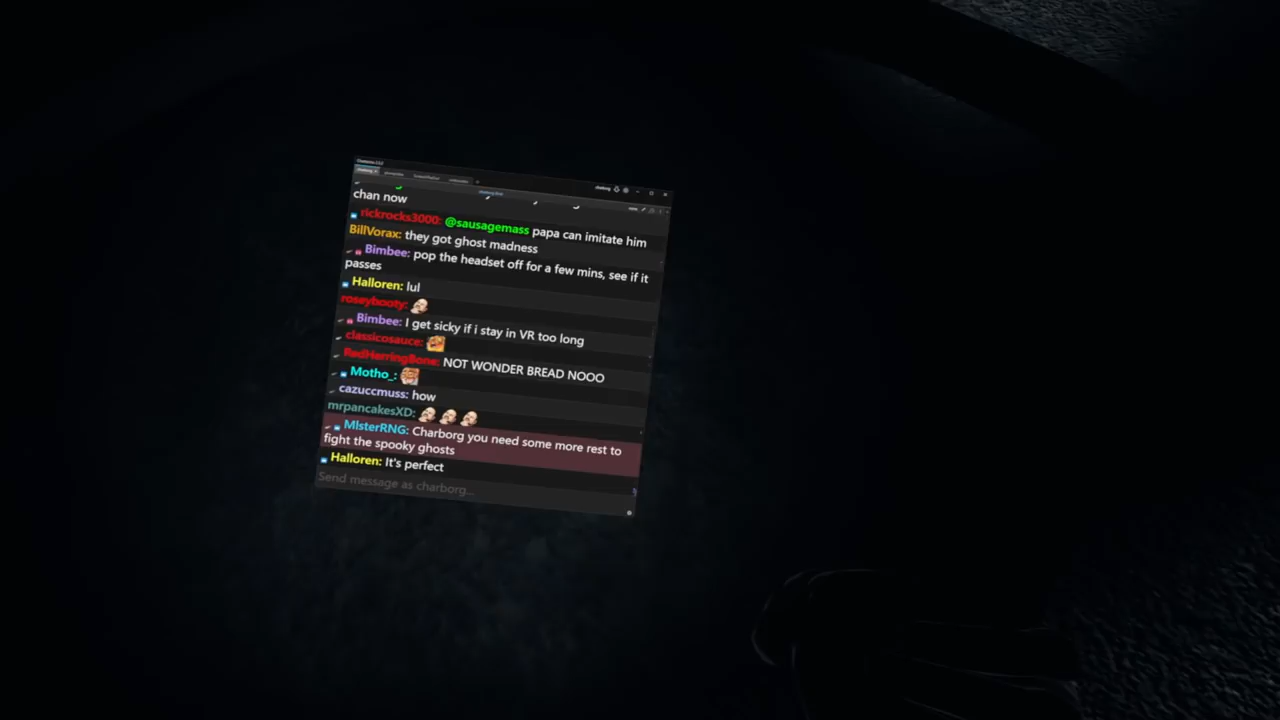 charborg
chan now
rickrocks3000: @sausagemass papa can imitate him
BillVorax: they got ghost madness
Bimbee: pop the headset off for a few mins, see if it
passes
Halloren: lul
roseybooty:
Bimbee: I get sicky if i stay in VR too long
classicosauce:
RedHerringBone: NOT WONDER BREAD NOOO
Motho_:
cazuccmuss: how
mrpancakesXD:
MIsterRNG: Charborg you need some more rest to
fight the spooky ghosts
Halloren: It's perfect
Send message as charborg...